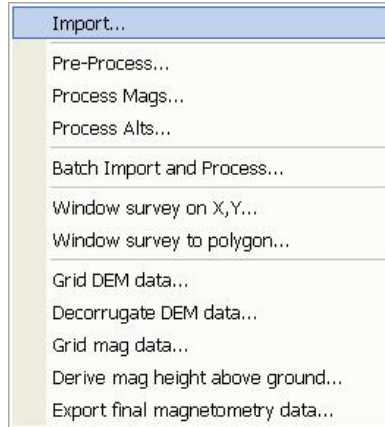 Import...
Pre-Process...
Process Mags...
Process Alts...
Batch Import and Process...
Window survey on X,Y...
Window survey to polygon...
Grid DEM data...
Decorrugate DEM data...
Grid mag data...
Derive mag height above ground...
Export final magnetometry data...